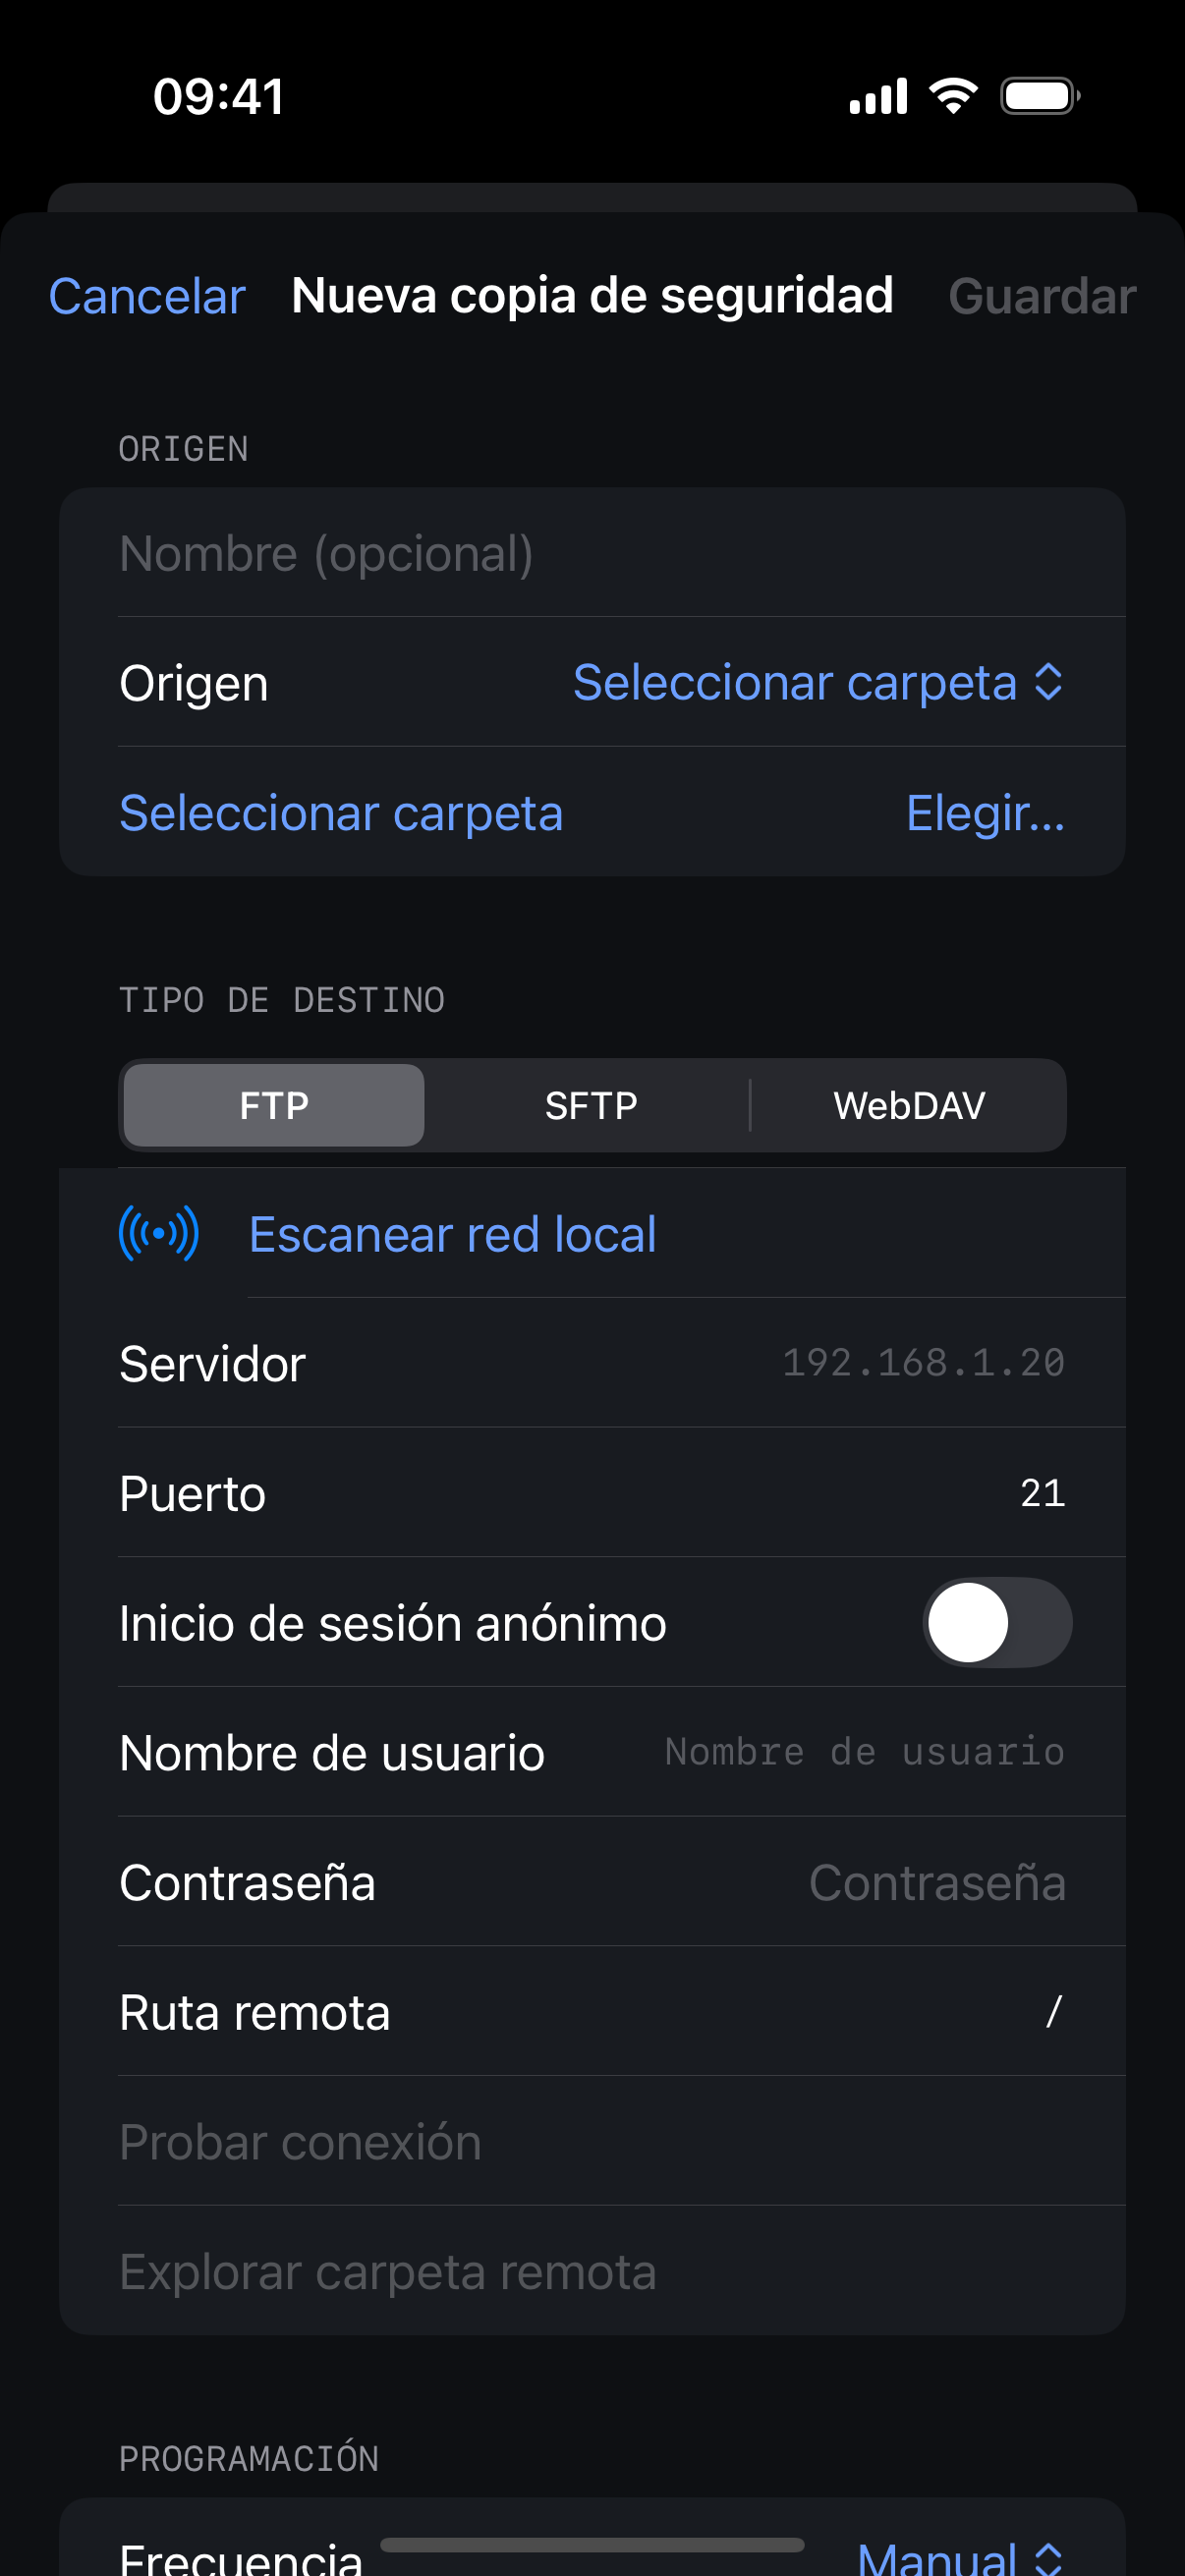 09:41
Cancelar Nueva copia de seguridad Guardar
ORIGEN
Nombre (opcional)
Origen Seleccionar carpeta
Seleccionar carpeta Elegir...
TIPO DE DESTINO
FTP SFTP WebDAV
Escanear red local
Servidor 192.168.1.20
Puerto 21
Inicio de sesión anónimo
Nombre de usuario Nombre de usuario
Contraseña Contraseña
Ruta remota /
Probar conexión
Explorar carpeta remota
PROGRAMACIÓN
Frecuencia Manual